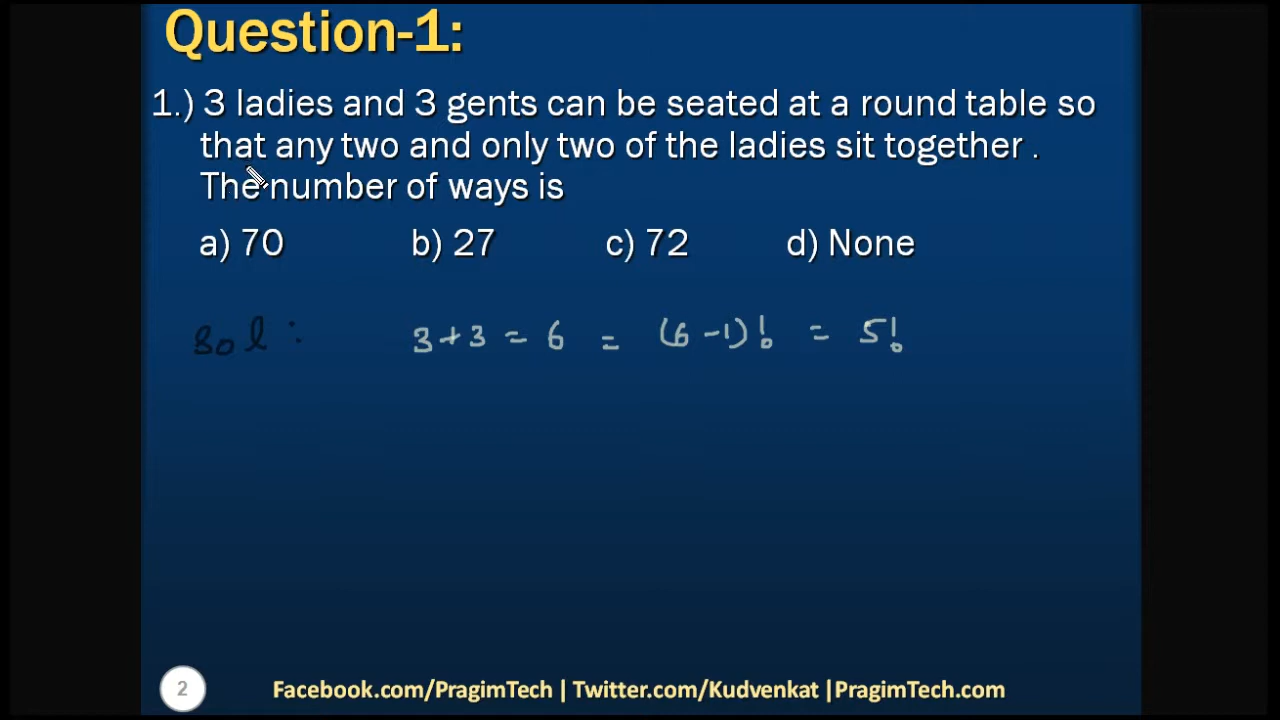 Question-1:
1.) 3 ladies and 3 gents can be seated at a round table so
that any two and only two of the ladies sit together .
The number of ways is
a) 70 b) 27 c) 72 d) None
Sol : 3 + 3 = 6 = (6 - 1)! = 5!
2 Facebook.com/PragimTech | Twitter.com/Kudvenkat |PragimTech.com